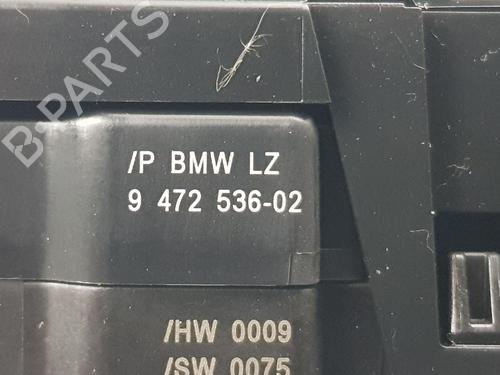 B-PARTS
/P BMW LZ
9 472 536-02
/HW 0009
/SW 0075